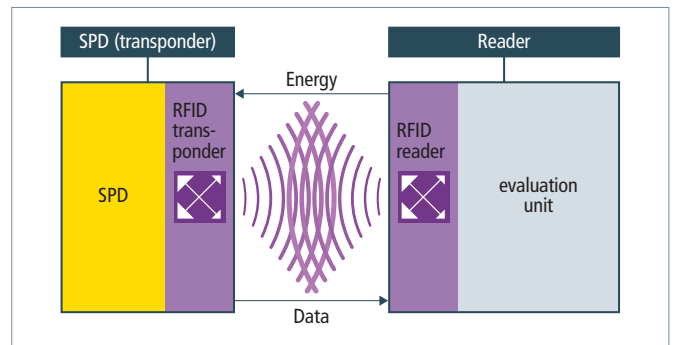 SPD (transponder)
Reader
Energy
RFID
trans-
ponder
RFID
reader
SPD
evaluation
unit
Data